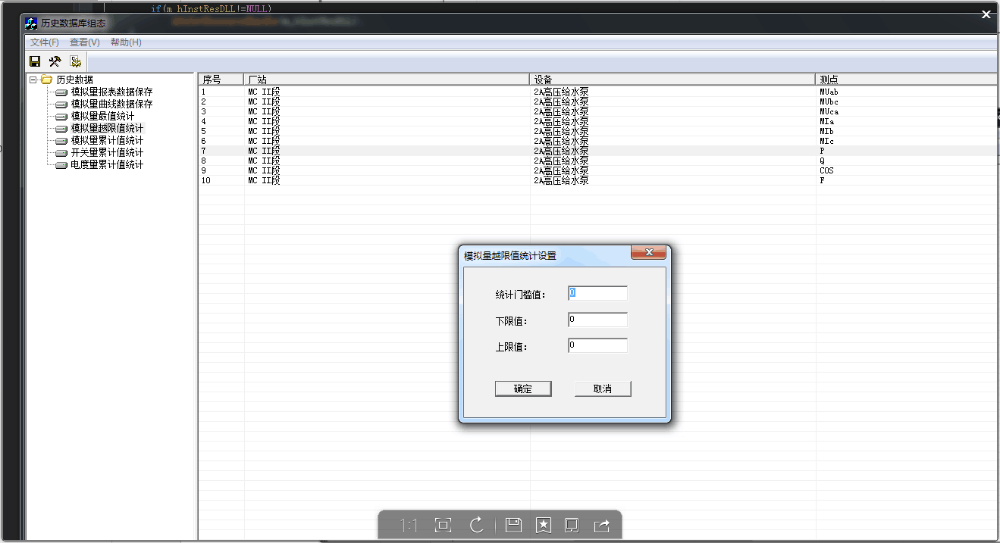 if(m_hInstResDLL!=NULL)
历史数据库组态
文件(F) 查看(V) 帮助(H)
历史数据
模拟量报表数据保存
模拟量曲线数据保存
模拟量最值统计
模拟量越限值统计
模拟量累计值统计
开关量累计值统计
电度量累计值统计
序号 厂站 设备 测点
1 MC II段 2A高压给水泵 MUab
2 MC II段 2A高压给水泵 MUbc
3 MC II段 2A高压给水泵 MUca
4 MC II段 2A高压给水泵 MIa
5 MC II段 2A高压给水泵 MIb
6 MC II段 2A高压给水泵 MIc
7 MC II段 2A高压给水泵 P
8 MC II段 2A高压给水泵 Q
9 MC II段 2A高压给水泵 COS
10 MC II段 2A高压给水泵 F
模拟量越限值统计设置
统计门槛值: 0
下限值: 0
上限值: 0
确定 取消
1:1